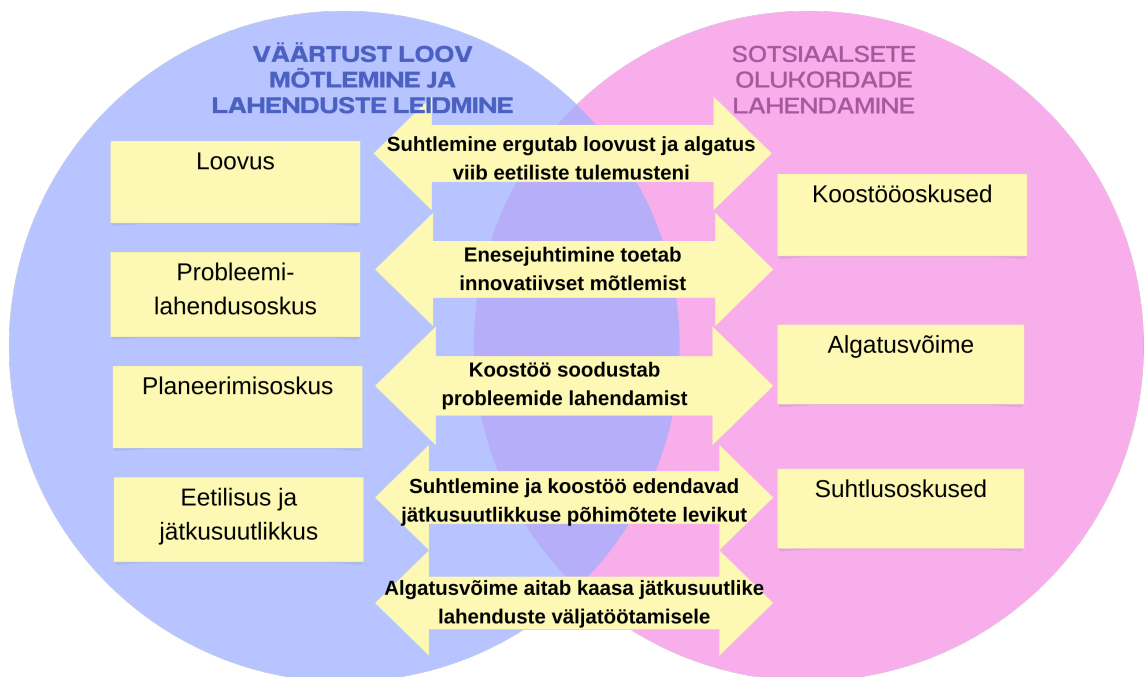 VÄÄRTUST LOOV
MÕTLEMINE JA
LAHENDUSTE LEIDMINE
Loovus
Probleemi-
lahendusoskus
Planeerimisoskus
Eetilisus ja
jätkusuutlikkus
Suhtlemine ergutab loovust ja algatus
viib eetiliste tulemusteni
Enesejuhtimine toetab
innovatiivset mõtlemist
Koostöö soodustab
probleemide lahendamist
Suhtlemine ja koostöö edendavad
jätkusuutlikkuse põhimõtete levikut
Algatusvõime aitab kaasa jätkusuutlike
lahenduste väljatöötamisele
SOTSIAALSETE
OLUKORDADE
LAHENDAMINE
Koostööoskused
Algatusvõime
Suhtlusoskused